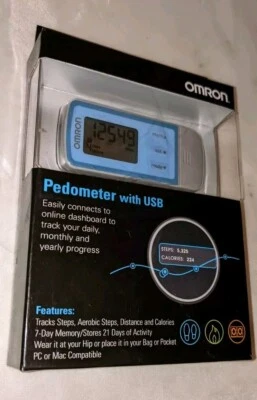 OMRON
OMRON
12549
Pedometer with USB
Easily connects to
online dashboard to
track your daily,
monthly and
yearly progress
STEPS: 5,325
CALORIES: 224
Features:
Tracks Steps, Aerobic Steps, Distance and Calories
7-Day Memory/Stores 21 Days of Activity
Wear it at your Hip or place it in your Bag or Pocket
PC or Mac Compatible